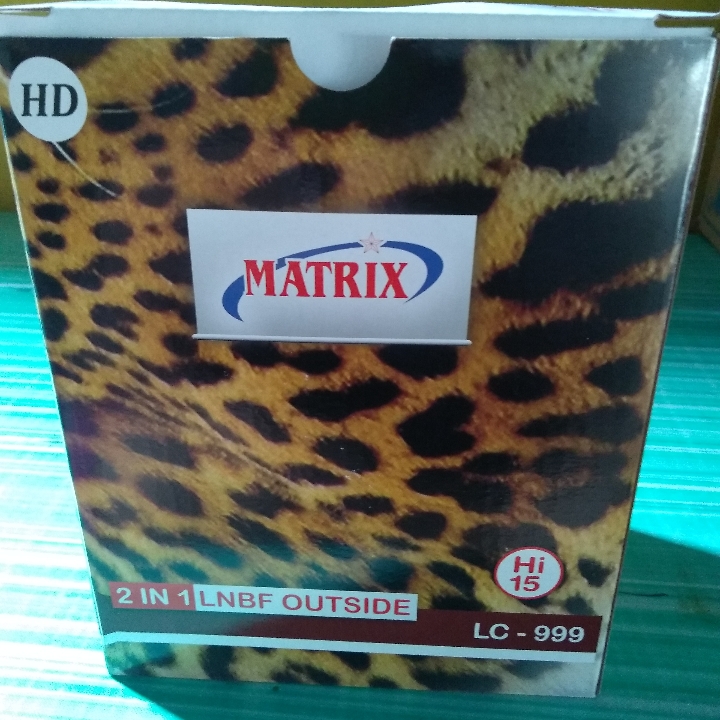 HD
MATRIX
Hi
15
2 IN 1 LNBF OUTSIDE
LC - 999